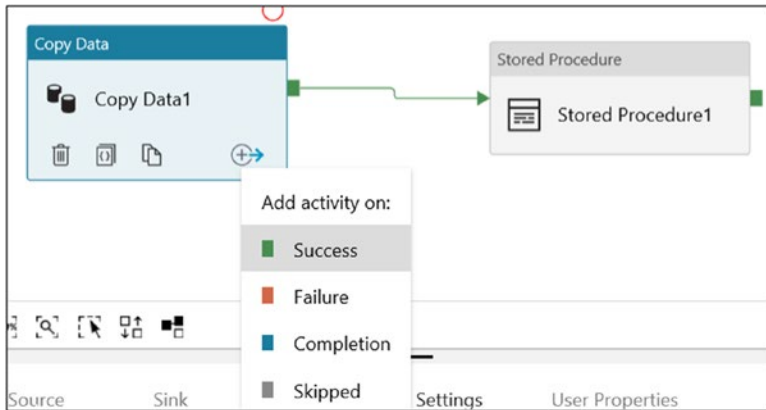 Copy Data
Copy Data1
Stored Procedure
Stored Procedure1
Add activity on:
Success
Failure
Completion
Skipped
Source
Sink
Settings
User Properties